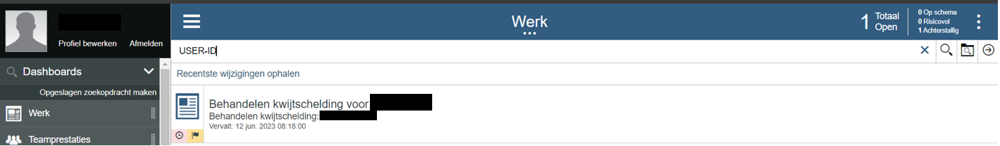 Profiel bewerken Afmelden
Dashboards
Opgeslagen zoekopdracht maken
Werk
Teamprestaties
Werk
1 Totaal Open
0 Op schema
0 Risicovol
1 Achterstallig
USER-ID
Recentste wijzigingen ophalen
Behandelen kwijtschelding voor
Behandelen kwijtschelding:
Vervalt: 12 jun. 2023 08:18:00